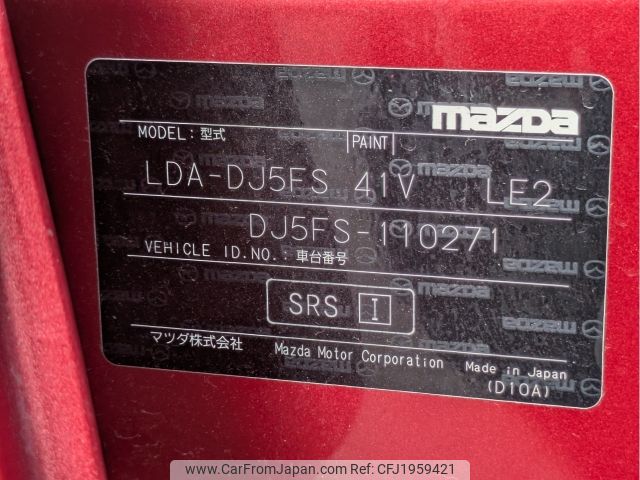 mazda
MODEL：型式 PAINT
LDA-DJ5FS 41V LE2
DJ5FS-110271
VEHICLE ID.NO.：車台番号
SRS I
マツダ株式会社 Mazda Motor Corporation Made in Japan
(D10A)
www.CarFromJapan.com | Ref No. CFJ1959421